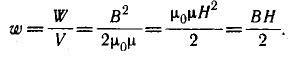 w = W/V = B²/2μ₀μ = μ₀μH²/2 = BH/2.